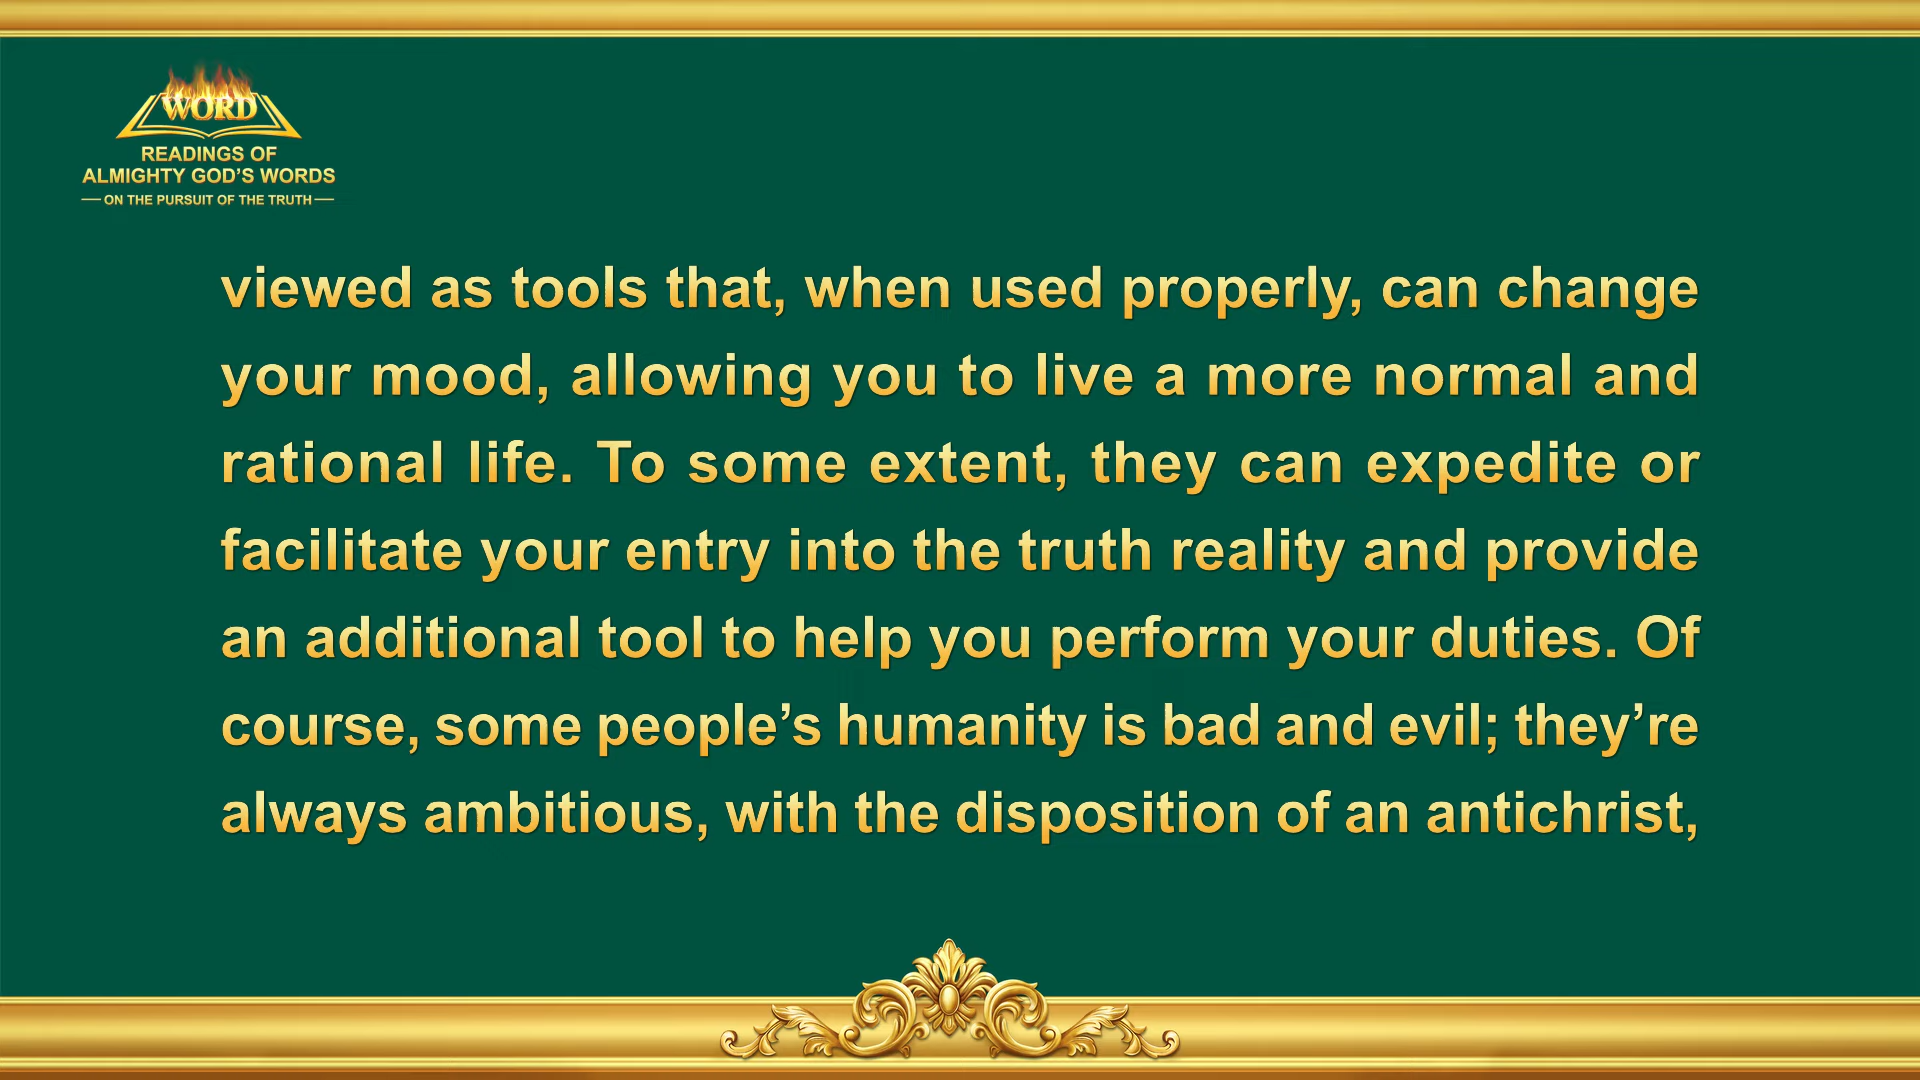 WORD
READINGS OF
ALMIGHTY GOD'S WORDS
— ON THE PURSUIT OF THE TRUTH —
viewed as tools that, when used properly, can change
your mood, allowing you to live a more normal and
rational life. To some extent, they can expedite or
facilitate your entry into the truth reality and provide
an additional tool to help you perform your duties. Of
course, some people’s humanity is bad and evil; they’re
always ambitious, with the disposition of an antichrist,